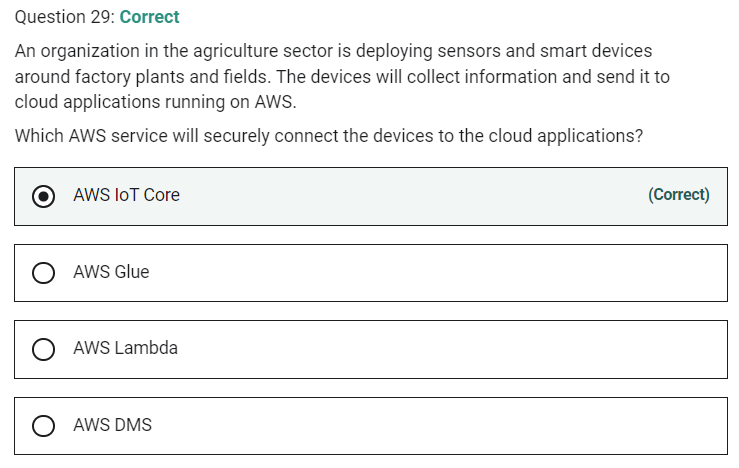 Question 29: Correct
An organization in the agriculture sector is deploying sensors and smart devices
around factory plants and fields. The devices will collect information and send it to
cloud applications running on AWS.
Which AWS service will securely connect the devices to the cloud applications?
AWS IoT Core (Correct)
AWS Glue
AWS Lambda
AWS DMS